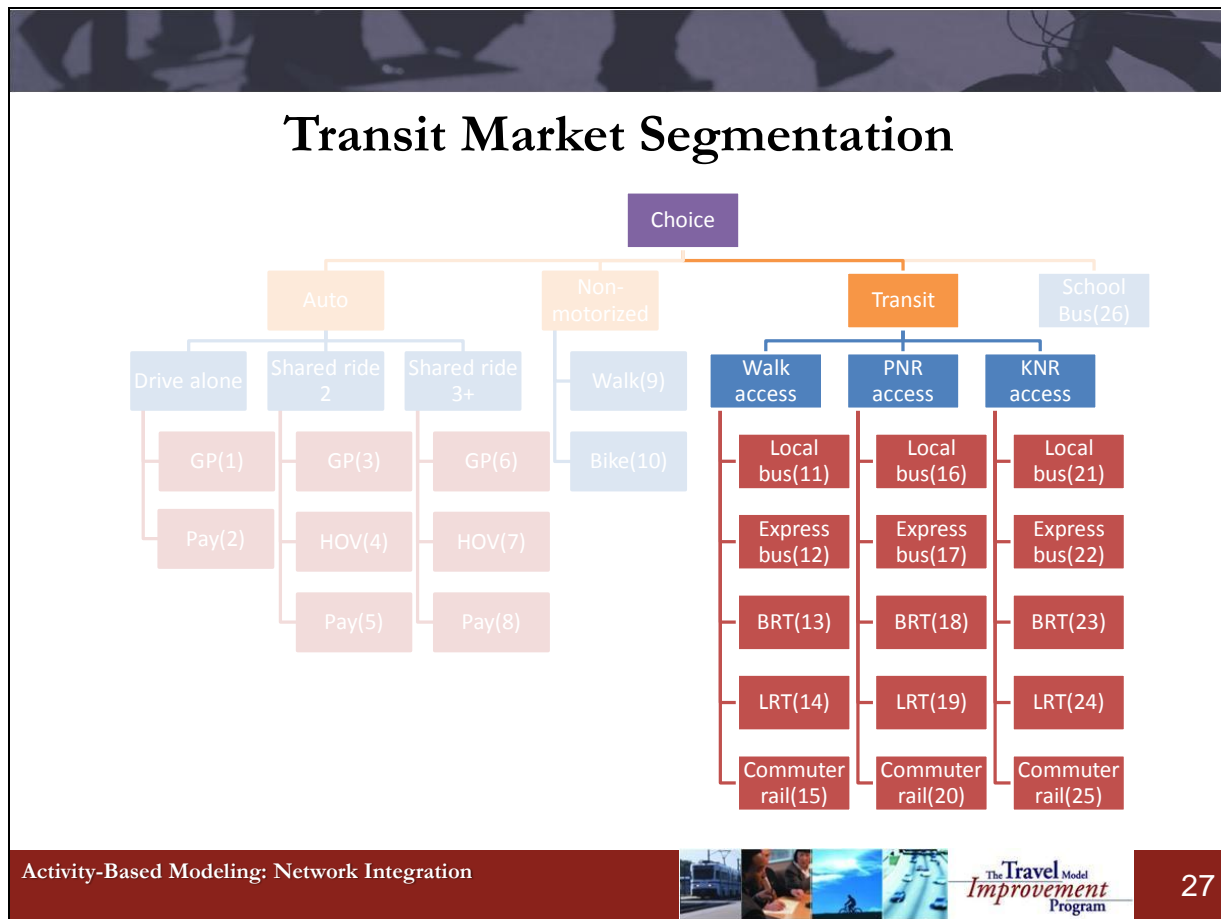 Transit Market Segmentation
Choice
Auto
Non-
motorized
Transit
School
Bus(26)
Drive alone
Shared ride
2
Shared ride
3+
Walk(9)
Walk
access
PNR
access
KNR
access
GP(1)
GP(3)
GP(6)
Bike(10)
Local
bus(11)
Local
bus(16)
Local
bus(21)
Pay(2)
HOV(4)
HOV(7)
Express
bus(12)
Express
bus(17)
Express
bus(22)
Pay(5)
Pay(8)
BRT(13)
BRT(18)
BRT(23)
LRT(14)
LRT(19)
LRT(24)
Commuter
rail(15)
Commuter
rail(20)
Commuter
rail(25)
Activity-Based Modeling: Network Integration
The Travel Model
Improvement
Program
27